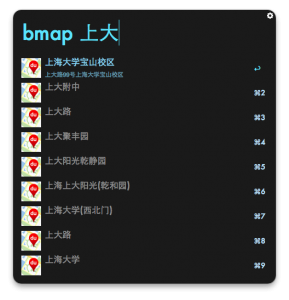 bmap 上大
上海大学宝山校区
上大路99号上海大学宝山校区
上大附中
⌘2
上大路
⌘3
上大聚丰园
⌘4
上大阳光乾静园
⌘5
上海上大阳光(乾和园)
⌘6
上海大学(西北门)
⌘7
上大路
⌘8
上海大学
⌘9